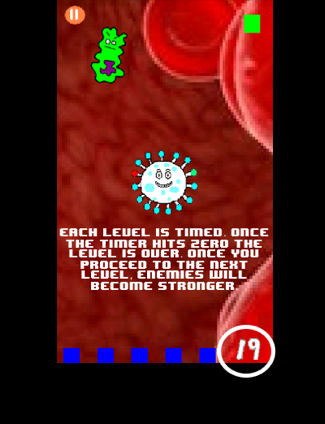 EACH LEVEL IS TIMED. ONCE
THE TIMER HITS ZERO THE
LEVEL IS OVER. ONCE YOU
PROCEED TO THE NEXT
LEVEL, ENEMIES WILL
BECOME STRONGER.
19